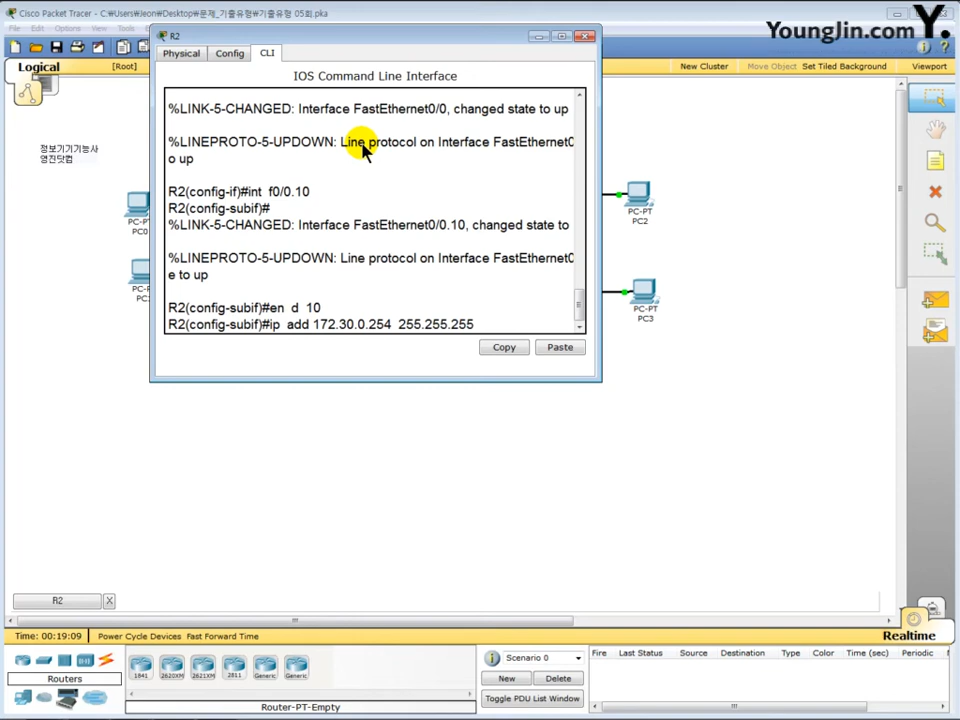 Cisco Packet Tracer - C:₩Users₩Jeon₩Desktop₩문제_기출유형₩기출유형 05회.pka
Younglin.com Y.
File Edit Options View Tools
R2
Logical
[Root]
New Cluster
Move Object
Set Tiled Background
Viewport
Physical
Config
CLI
IOS Command Line Interface
%LINK-5-CHANGED: Interface FastEthernet0/0, changed state to up
%LINEPROTO-5-UPDOWN: Line protocol on Interface FastEthernet0
o up
R2(config-if)#int f0/0.10
R2(config-subif)#
%LINK-5-CHANGED: Interface FastEthernet0/0.10, changed state to
%LINEPROTO-5-UPDOWN: Line protocol on Interface FastEthernet0
e to up
R2(config-subif)#en d 10
R2(config-subif)#ip add 172.30.0.254 255.255.255
Copy
Paste
정보기기기능사
영진닷컴
PC-PT
PC0
PC-PT
PC2
PC-PT
PC3
R2
X
Time: 00:19:09
Power Cycle Devices
Fast Forward Time
Realtime
Routers
1841
2620XM
2621XM
2811
Generic
Generic
Router-PT-Empty
Scenario 0
New
Delete
Toggle PDU List Window
Fire
Last Status
Source
Destination
Type
Color
Time (sec)
Periodic